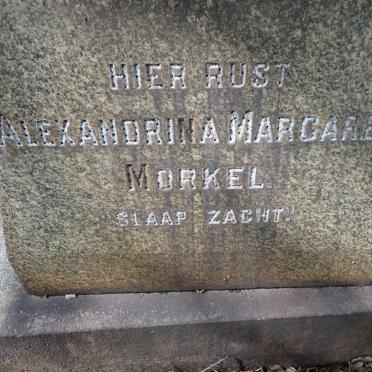 HIER RUST
ALEXANDRINA MARGARE
MORKEL.
"SLAAP ZACHT."